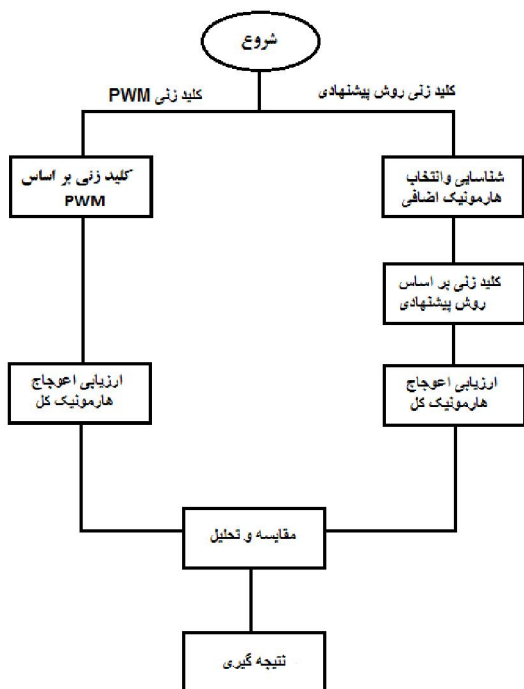 شروع
کلید زنی روش پیشنهادی
کلید زنی PWM
شناسایی وانتخاب
هارمونیک اضافی
کلید زنی بر اساس
PWM
کلید زنی بر اساس
روش پیشنهادی
ارزیابی اعوجاج
هارمونیک کل
ارزیابی اعوجاج
هارمونیک کل
مقایسه و تحلیل
نتیجه گیری